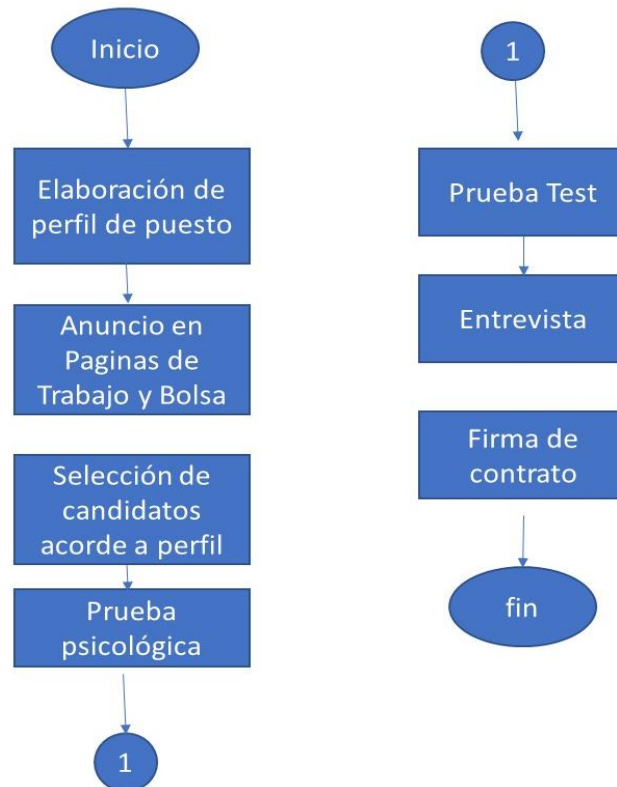 Inicio
Elaboración de
perfil de puesto
Anuncio en
Paginas de
Trabajo y Bolsa
Selección de
candidatos
acorde a perfil
Prueba
psicológica
1
1
Prueba Test
Entrevista
Firma de
contrato
fin